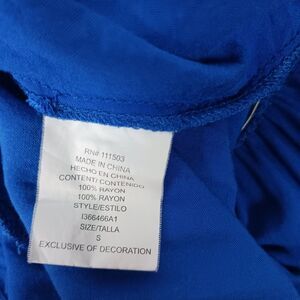 RN# 111503
MADE IN CHINA
HECHO EN CHINA
CONTENT/ CONTENIDO
100% RAYON
100% RAYON
STYLE/ESTILO
I366466A1
SIZE/TALLA
S
EXCLUSIVE OF DECORATION